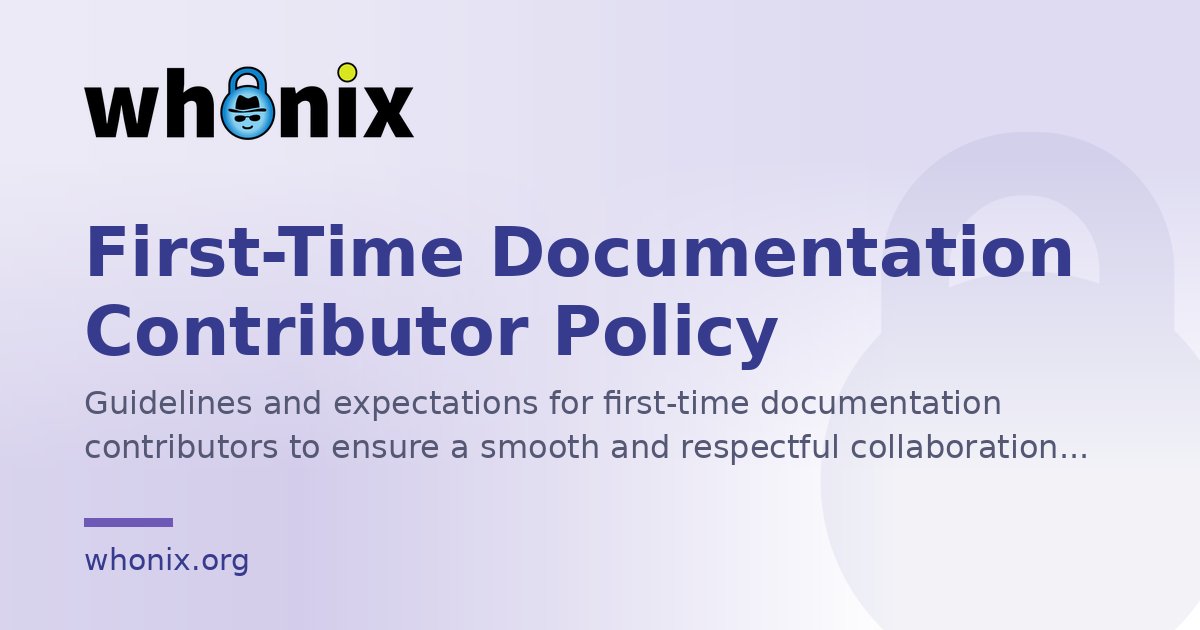 whonix
First-Time Documentation
Contributor Policy
Guidelines and expectations for first-time documentation
contributors to ensure a smooth and respectful collaboration...
whonix.org